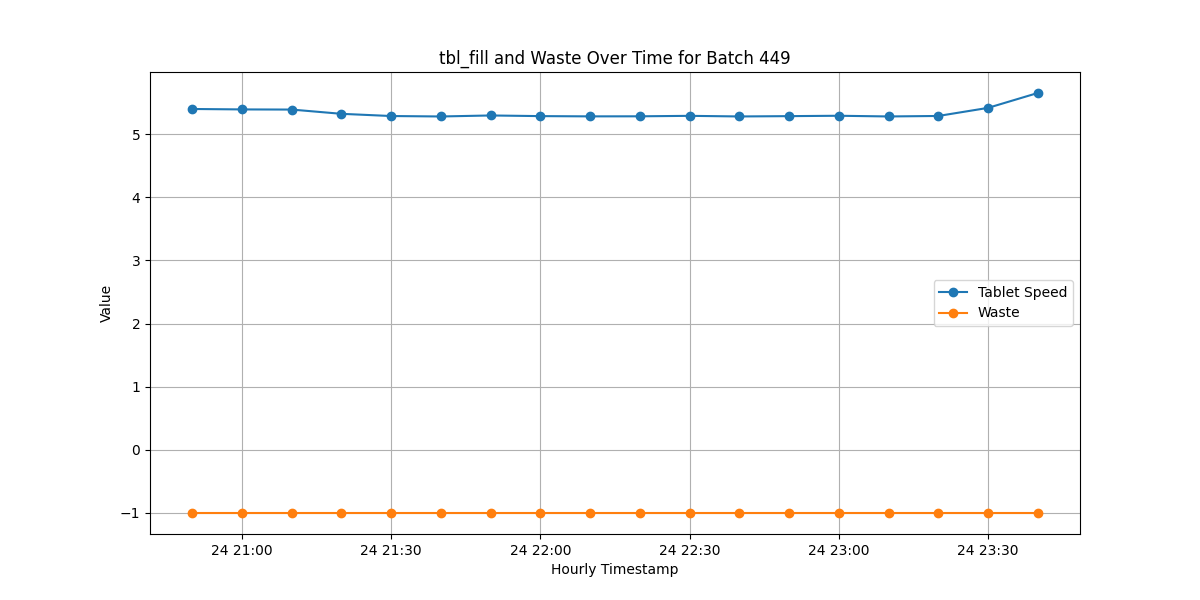 tbl_fill and Waste Over Time for Batch 449
5
4
3
2
1
0
−1
Value
Tablet Speed
Waste
24 21:00 24 21:30 24 22:00 24 22:30 24 23:00 24 23:30
Hourly Timestamp